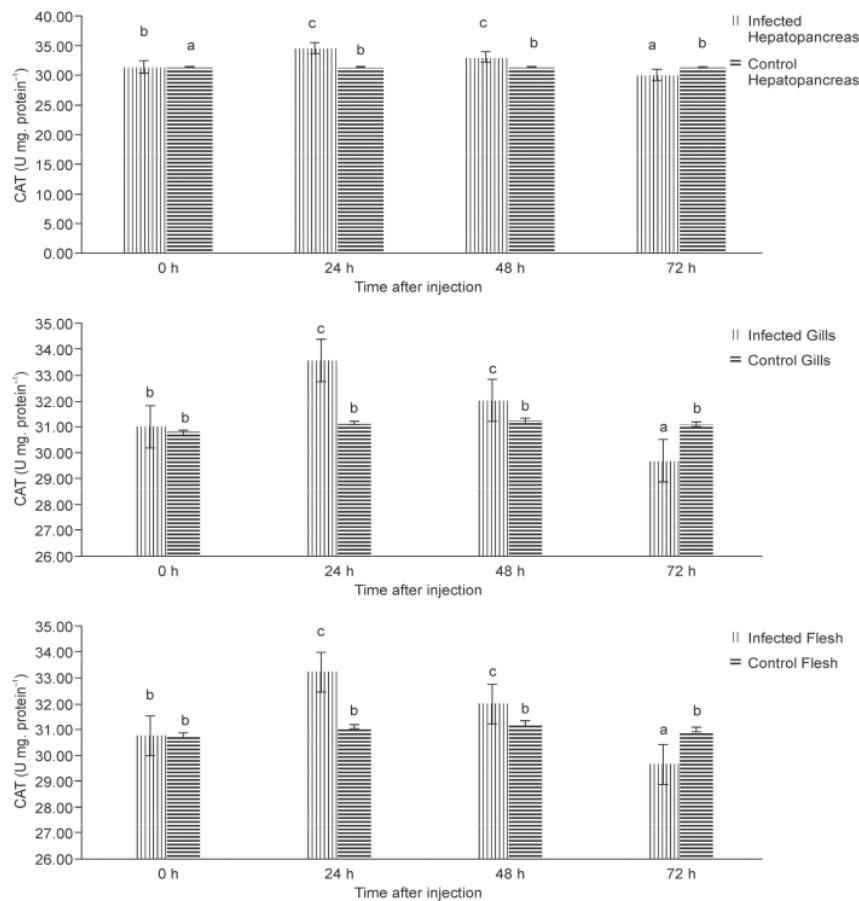 40.00
35.00
30.00
25.00
20.00
15.00
10.00
5.00
0.00
CAT (U mg. protein⁻¹)
b a c b c b a b
0 h 24 h 48 h 72 h
Time after injection
Infected
Hepatopancreas
Control
Hepatopancreas
35.00
34.00
33.00
32.00
31.00
30.00
29.00
28.00
27.00
26.00
CAT (U mg. protein⁻¹)
b b c b c b a b
0 h 24 h 48 h 72 h
Time after injection
Infected Gills
Control Gills
35.00
34.00
33.00
32.00
31.00
30.00
29.00
28.00
27.00
26.00
CAT (U mg. protein⁻¹)
b b c b c b a b
0 h 24 h 48 h 72 h
Time after injection
Infected Flesh
Control Flesh